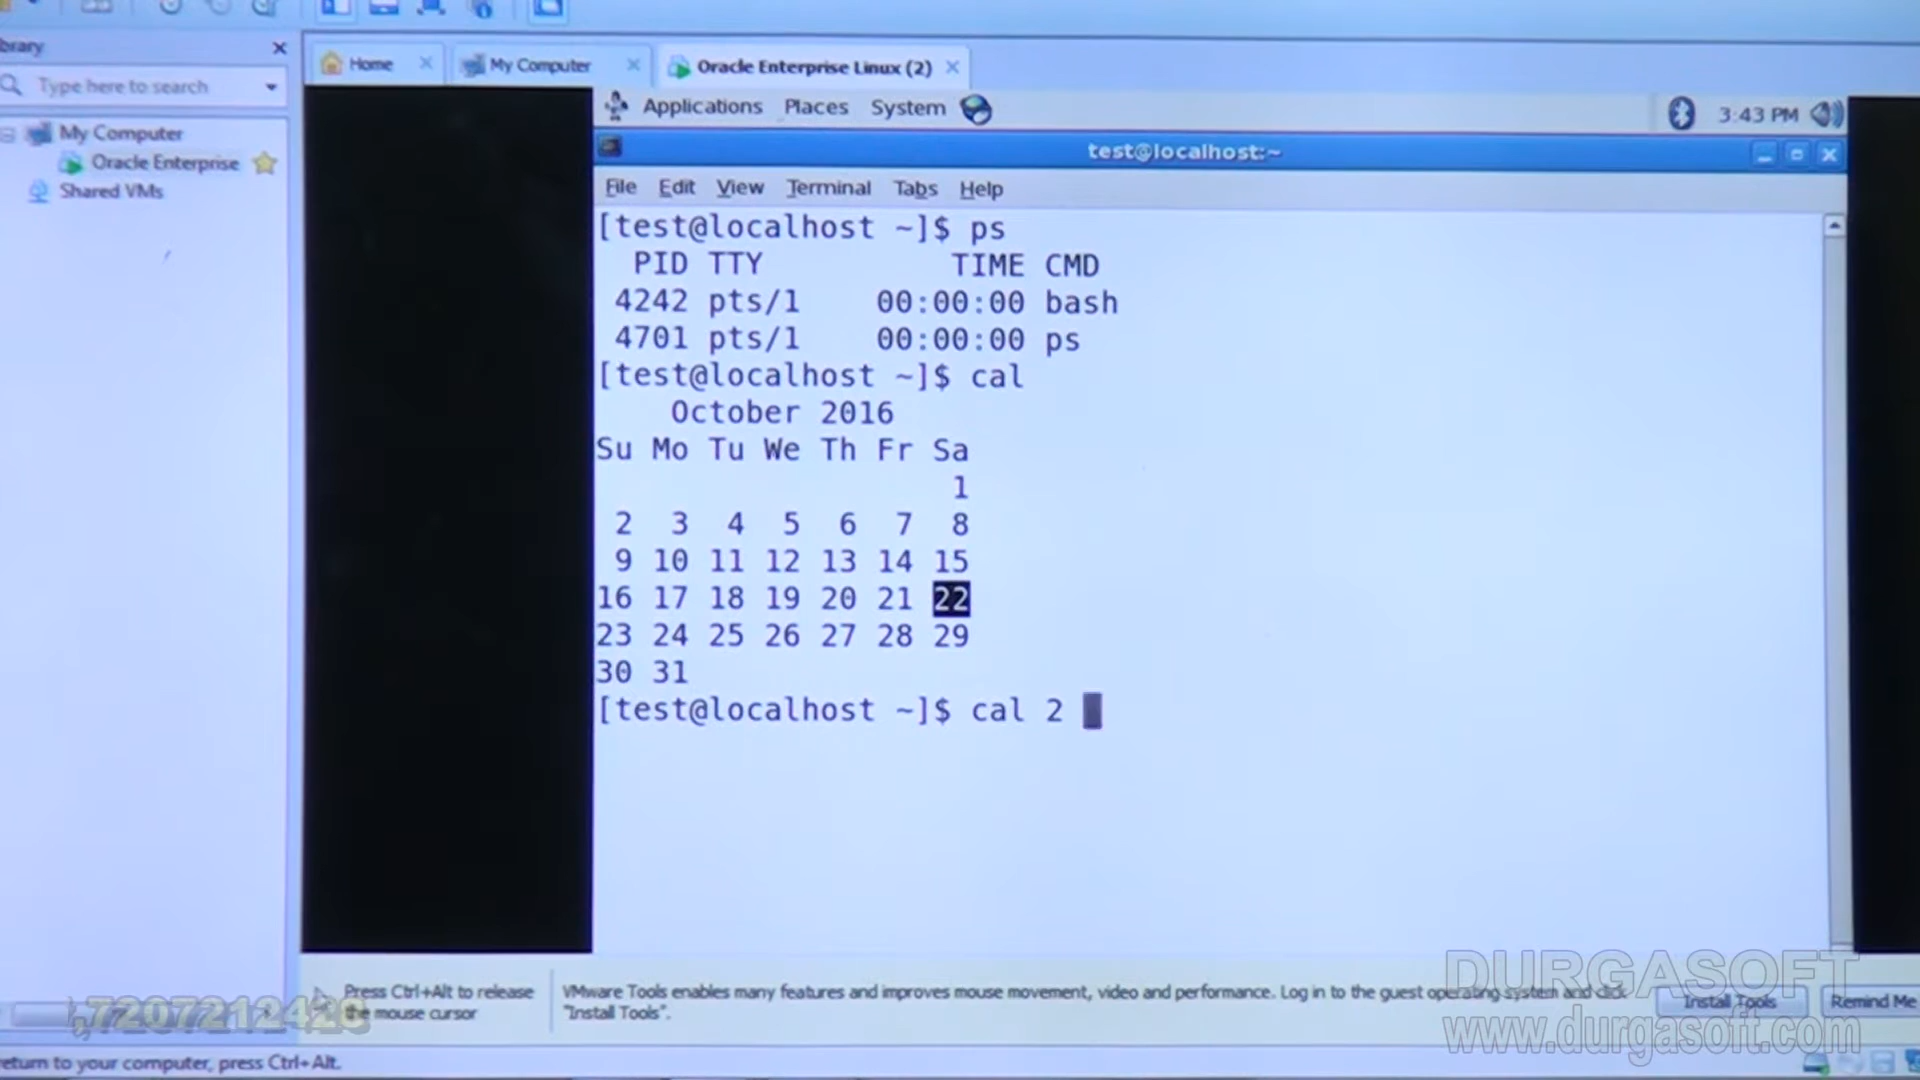 Home
My Computer
Oracle Enterprise Linux (2)
Type here to search
My Computer
Oracle Enterprise
Shared VMs
Applications Places System
3:43 PM
test@localhost:~
File Edit View Terminal Tabs Help
[test@localhost ~]$ ps
PID TTY TIME CMD
4242 pts/1 00:00:00 bash
4701 pts/1 00:00:00 ps
[test@localhost ~]$ cal
October 2016
Su Mo Tu We Th Fr Sa
1
2 3 4 5 6 7 8
9 10 11 12 13 14 15
16 17 18 19 20 21 22
23 24 25 26 27 28 29
30 31
[test@localhost ~]$ cal 2
Press Ctrl+Alt to release
the mouse cursor
VMware Tools enables many features and improves mouse movement, video and performance. Log in to the guest operating system and click
"Install Tools".
Install Tools
Remind Me
DURGASOFT
www.durgasoft.com
to your computer, press Ctrl+Alt.